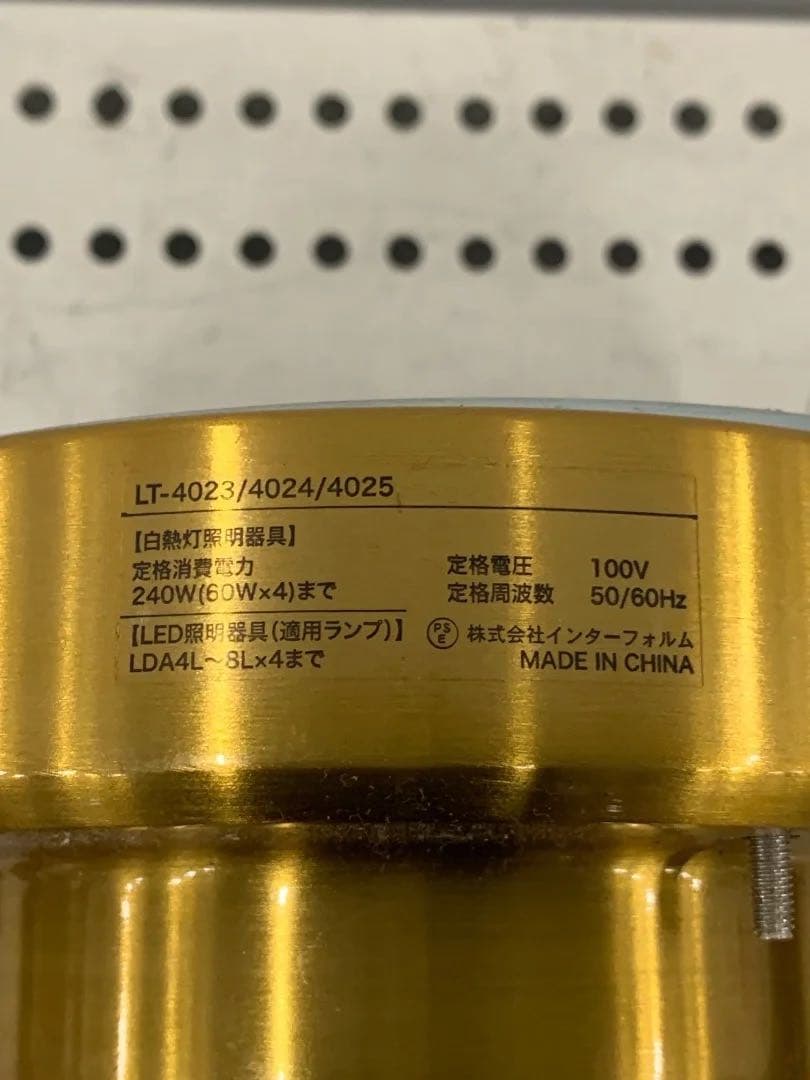 LT-4023/4024/4025
【白熱灯照明器具】
定格消費電力
240W(60W×4)まで
定格電圧 100V
定格周波数 50/60Hz
【LED照明器具(適用ランプ)】
LDA4L～8L×4まで
PSE 株式会社インターフォルム
MADE IN CHINA